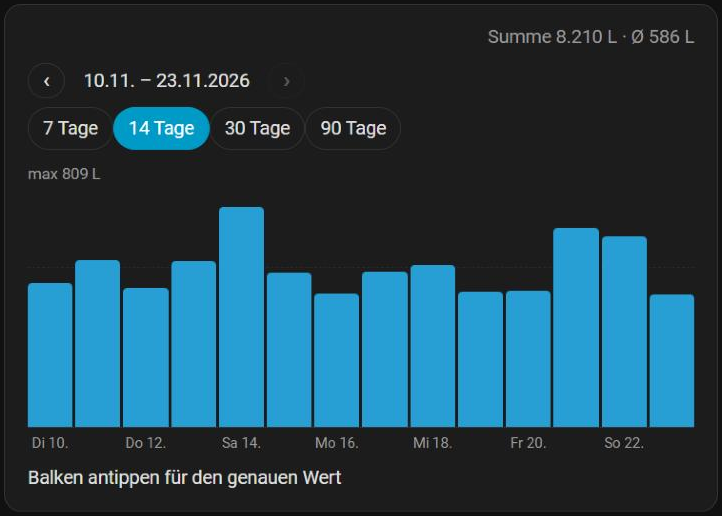 Summe 8.210 L · Ø 586 L
‹ 10.11. – 23.11.2026 ›
7 Tage 14 Tage 30 Tage 90 Tage
max 809 L
Di 10. Do 12. Sa 14. Mo 16. Mi 18. Fr 20. So 22.
Balken antippen für den genauen Wert